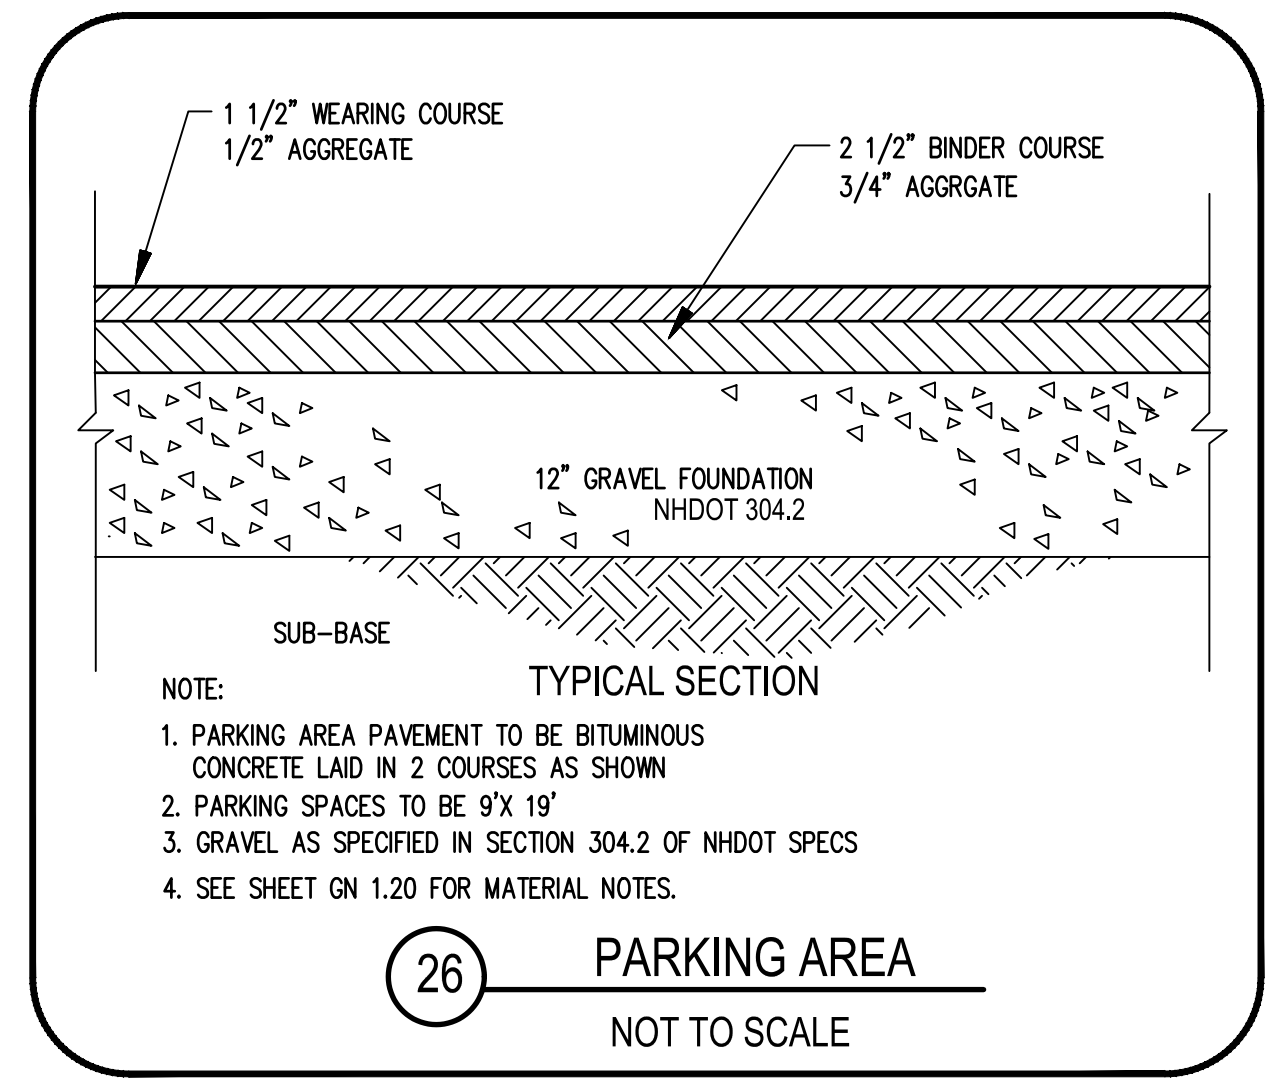 1 1/2" WEARING COURSE
1/2" AGGREGATE
2 1/2" BINDER COURSE
3/4" AGGRGATE
12" GRAVEL FOUNDATION
NHDOT 304.2
SUB-BASE
TYPICAL SECTION
NOTE:
1. PARKING AREA PAVEMENT TO BE BITUMINOUS
CONCRETE LAID IN 2 COURSES AS SHOWN
2. PARKING SPACES TO BE 9'X 19'
3. GRAVEL AS SPECIFIED IN SECTION 304.2 OF NHDOT SPECS
4. SEE SHEET GN 1.20 FOR MATERIAL NOTES.
26
PARKING AREA
NOT TO SCALE